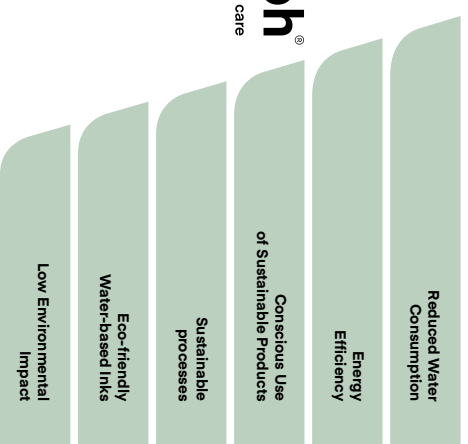 Reduced Water
Consumption
Energy
Efficiency
Conscious Use
of Sustainable Products
care
Sustainable
processes
Eco-friendly
Water-based Inks
Low Environmental
Impact